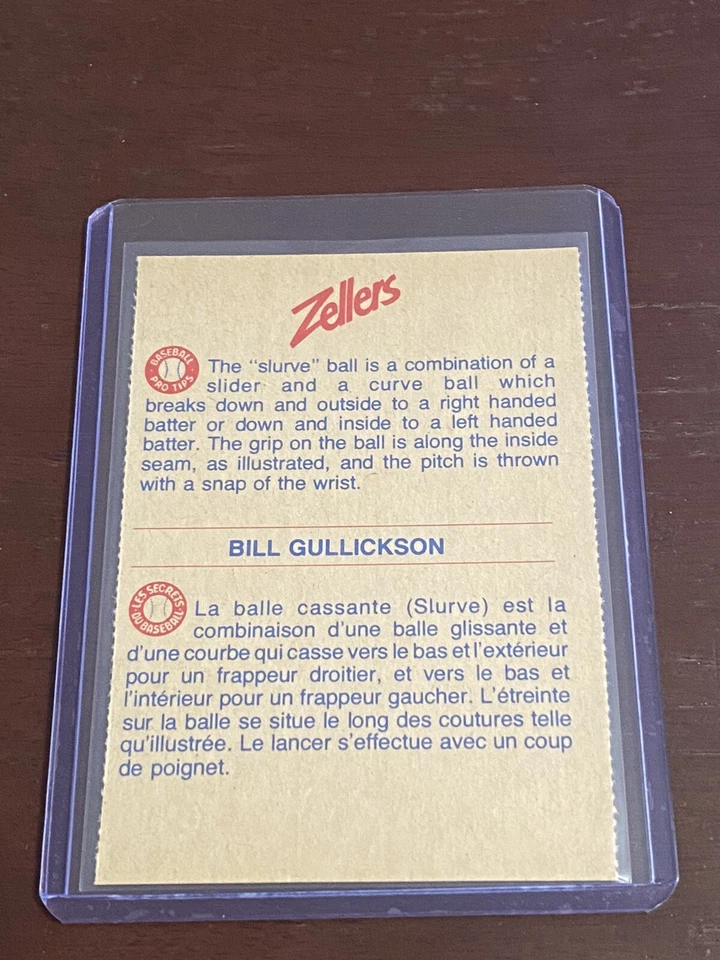 Zellers
BASEBALL
PRO TIPS
The "slurve" ball is a combination of a
slider and a curve ball which
breaks down and outside to a right handed
batter or down and inside to a left handed
batter. The grip on the ball is along the inside
seam, as illustrated, and the pitch is thrown
with a snap of the wrist.
BILL GULLICKSON
LES SECRETS
DU BASEBALL
La balle cassante (Slurve) est la
combinaison d'une balle glissante et
d'une courbe qui casse vers le bas et l'extérieur
pour un frappeur droitier, et vers le bas et
l'intérieur pour un frappeur gaucher. L'étreinte
sur la balle se situe le long des coutures telle
qu'illustrée. Le lancer s'effectue avec un coup
de poignet.